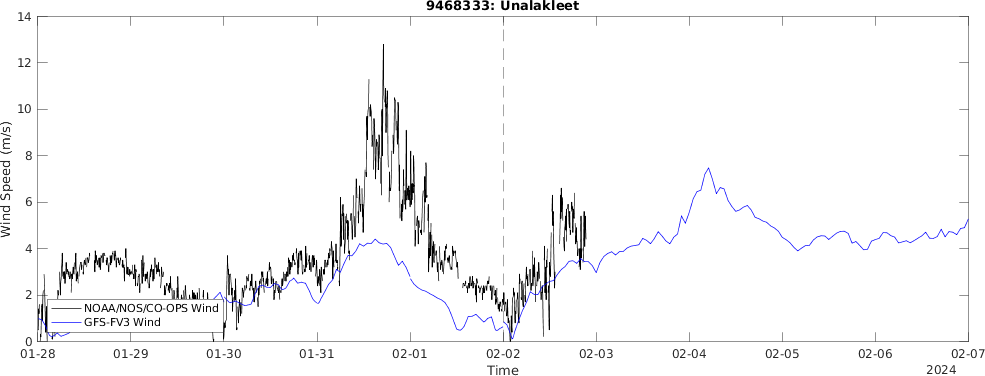 9468333: Unalakleet
14
12
10
8
6
4
2
0
Wind Speed (m/s)
NOAA/NOS/CO-OPS Wind
GFS-FV3 Wind
01-28 01-29 01-30 01-31 02-01 02-02 02-03 02-04 02-05 02-06 02-07
Time
2024